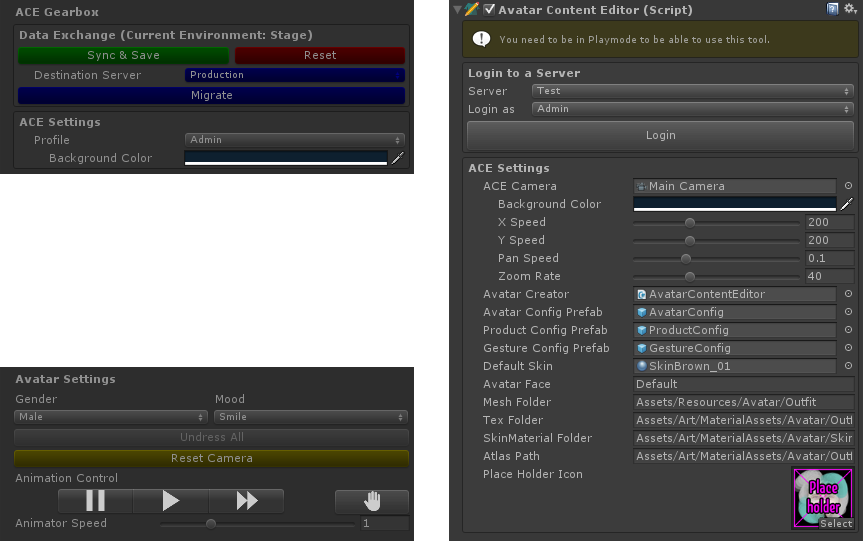 ACE Gearbox
Data Exchange (Current Environment: Stage)
Sync & Save
Reset
Destination Server
Production
Migrate
ACE Settings
Profile
Admin
Background Color
Avatar Settings
Gender
Mood
Male
Smile
Undress All
Reset Camera
Animation Control
Animator Speed
1
Avatar Content Editor (Script)
You need to be in Playmode to be able to use this tool.
Login to a Server
Server
Test
Login as
Admin
Login
ACE Settings
ACE Camera
Main Camera
Background Color
X Speed
200
Y Speed
200
Pan Speed
0.1
Zoom Rate
40
Avatar Creator
AvatarContentEditor
Avatar Config Prefab
AvatarConfig
Product Config Prefab
ProductConfig
Gesture Config Prefab
GestureConfig
Default Skin
SkinBrown_01
Avatar Face
Default
Mesh Folder
Assets/Resources/Avatar/Outfit
Tex Folder
Assets/Art/MaterialAssets/Avatar/Outf
SkinMaterial Folder
Assets/Art/MaterialAssets/Avatar/Skir
Atlas Path
Assets/Art/MaterialAssets/Avatar/Outf
Place Holder Icon
Place
holder
Select